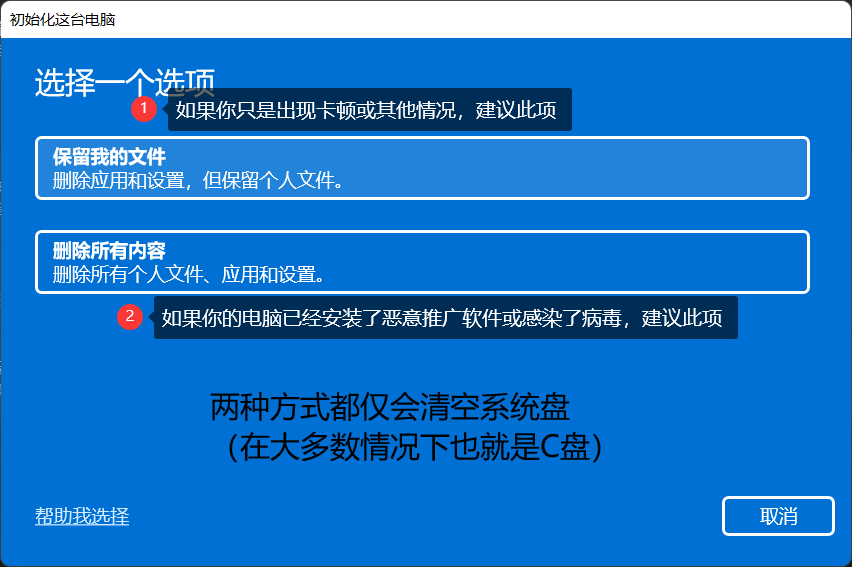 初始化这台电脑
选择一个选项
1
如果你只是出现卡顿或其他情况，建议此项
保留我的文件
删除应用和设置，但保留个人文件。
删除所有内容
删除所有个人文件、应用和设置。
2
如果你的电脑已经安装了恶意推广软件或感染了病毒，建议此项
两种方式都仅会清空系统盘
（在大多数情况下也就是C盘）
帮助我选择
取消